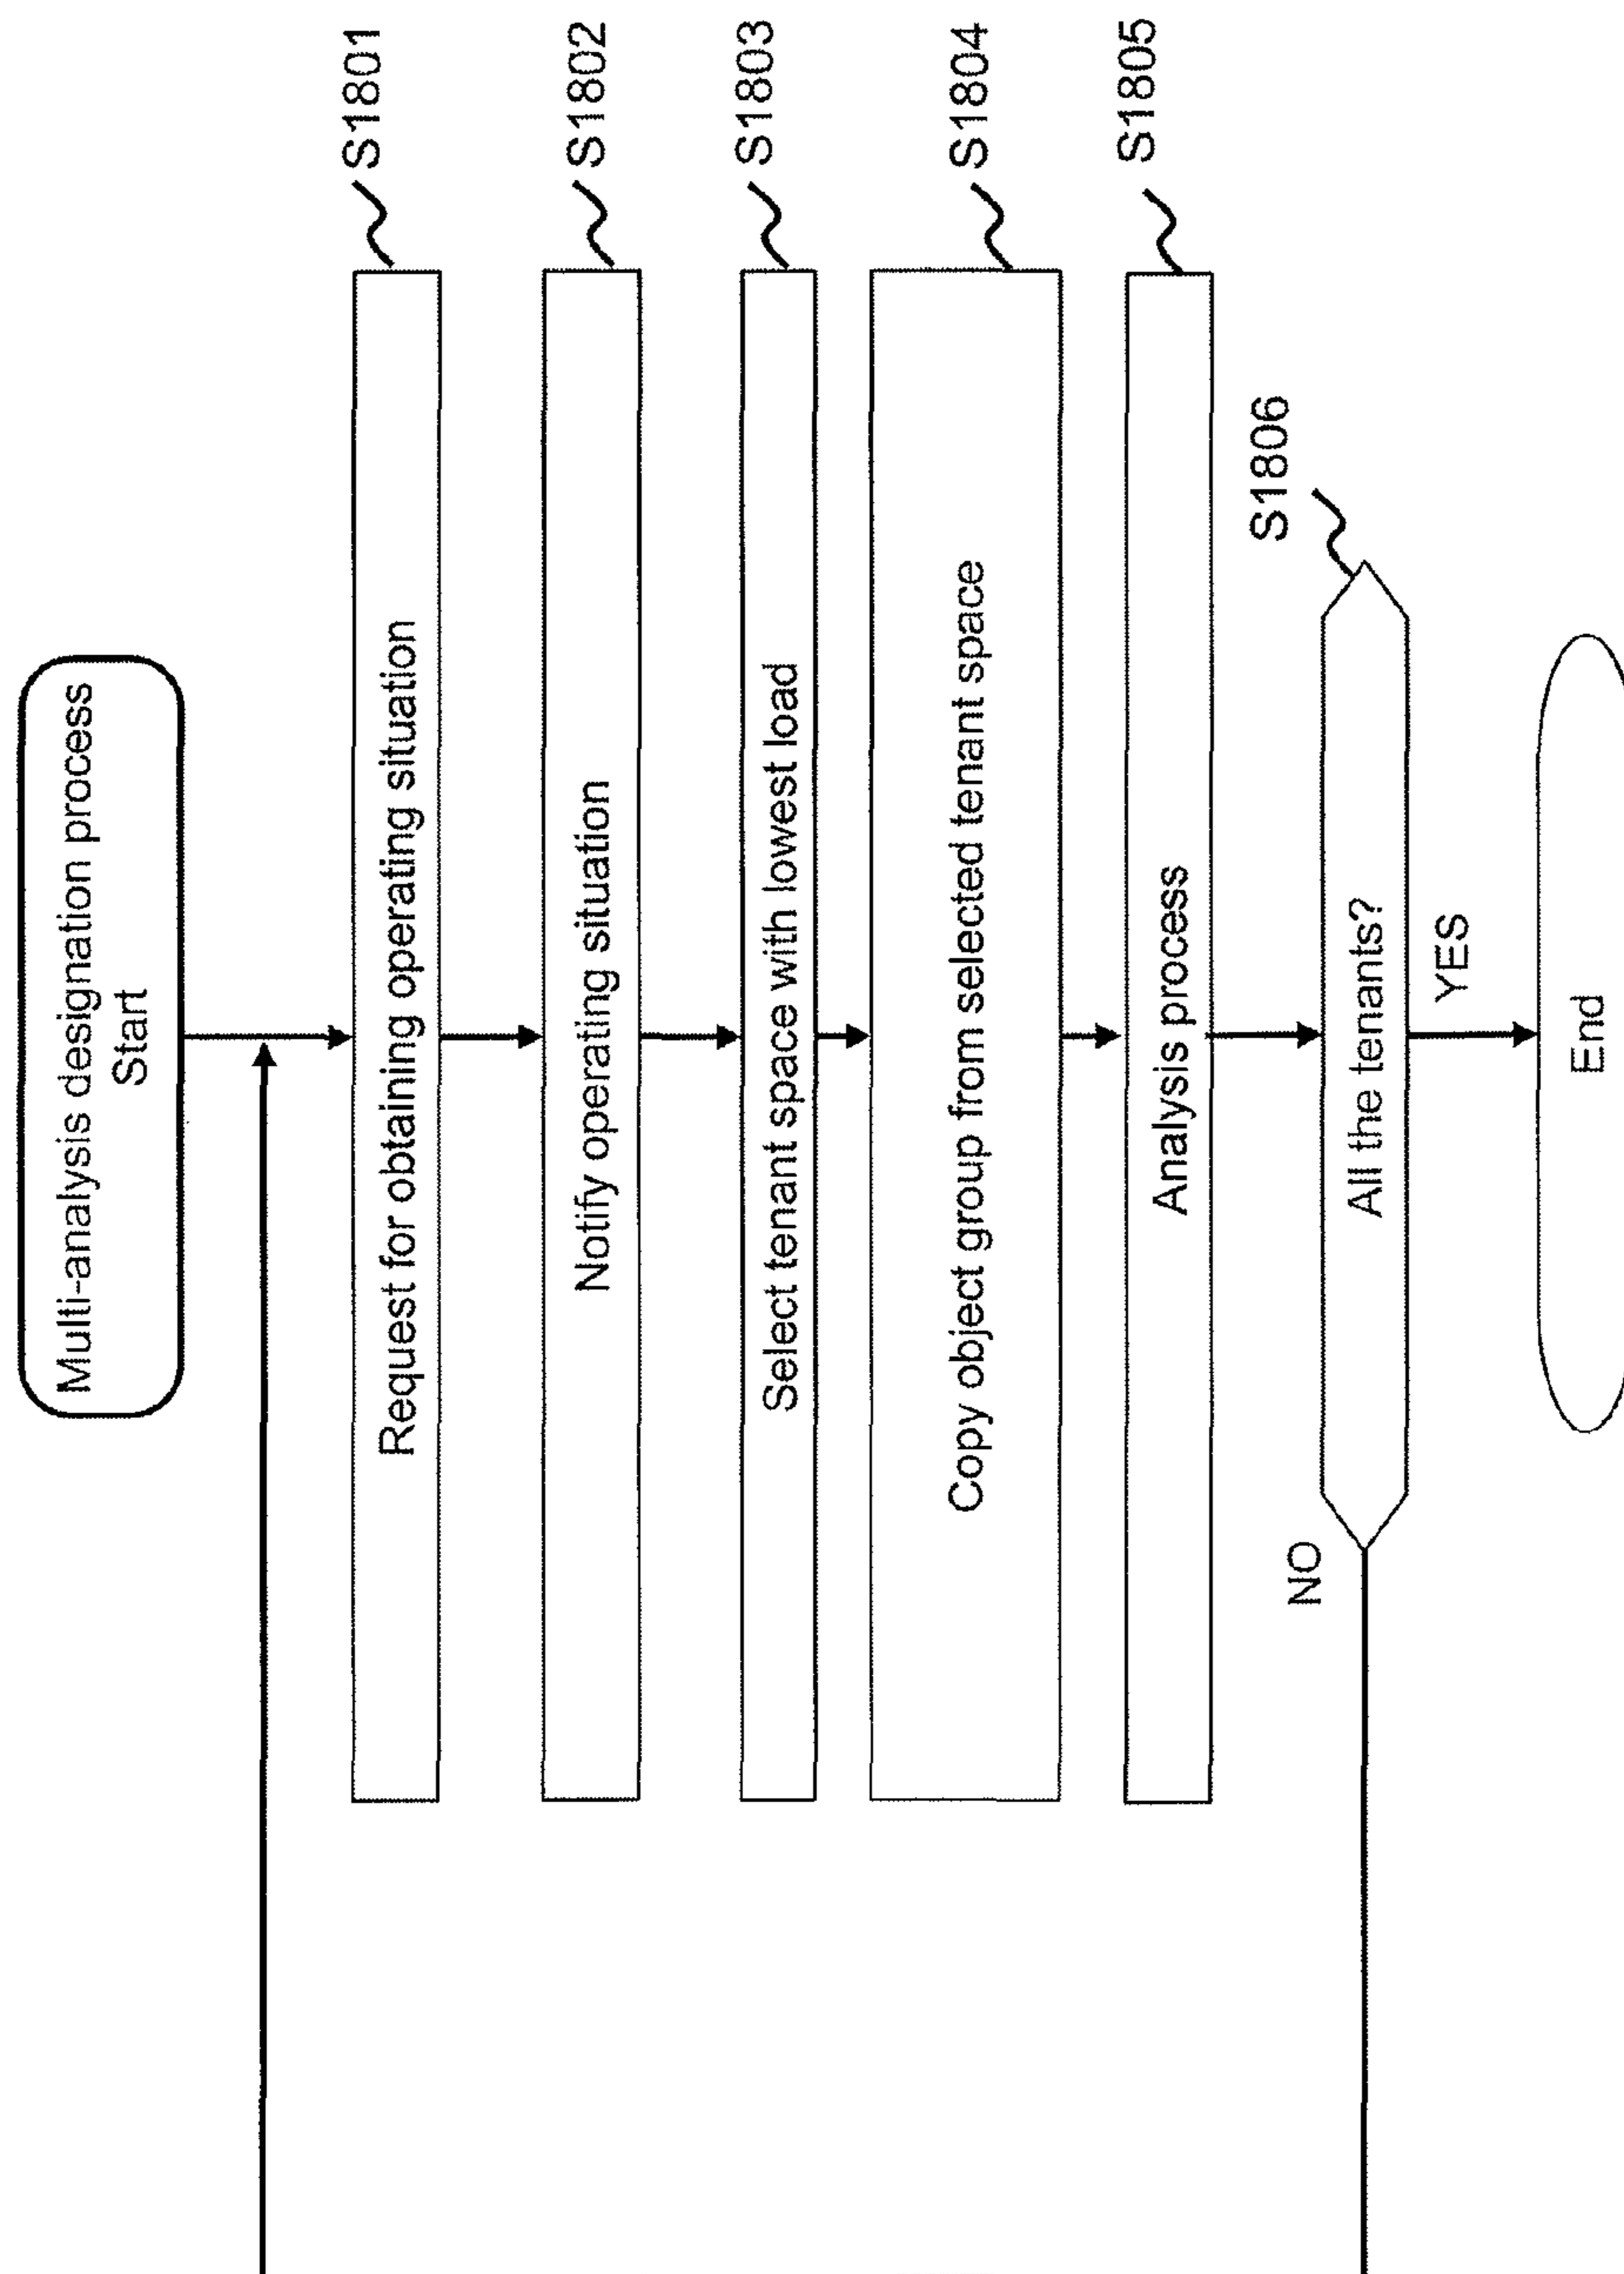 Multi-analysis designation process
Start
Request for obtaining operating situation
S1801
Notify operating situation
S1802
Select tenant space with lowest load
S1803
Copy object group from selected tenant space
S1804
Analysis process
S1805
All the tenants?
S1806
NO
YES
End